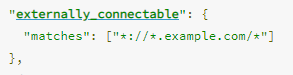 "externally_connectable": {
"matches": ["*://*.example.com/*"]
},